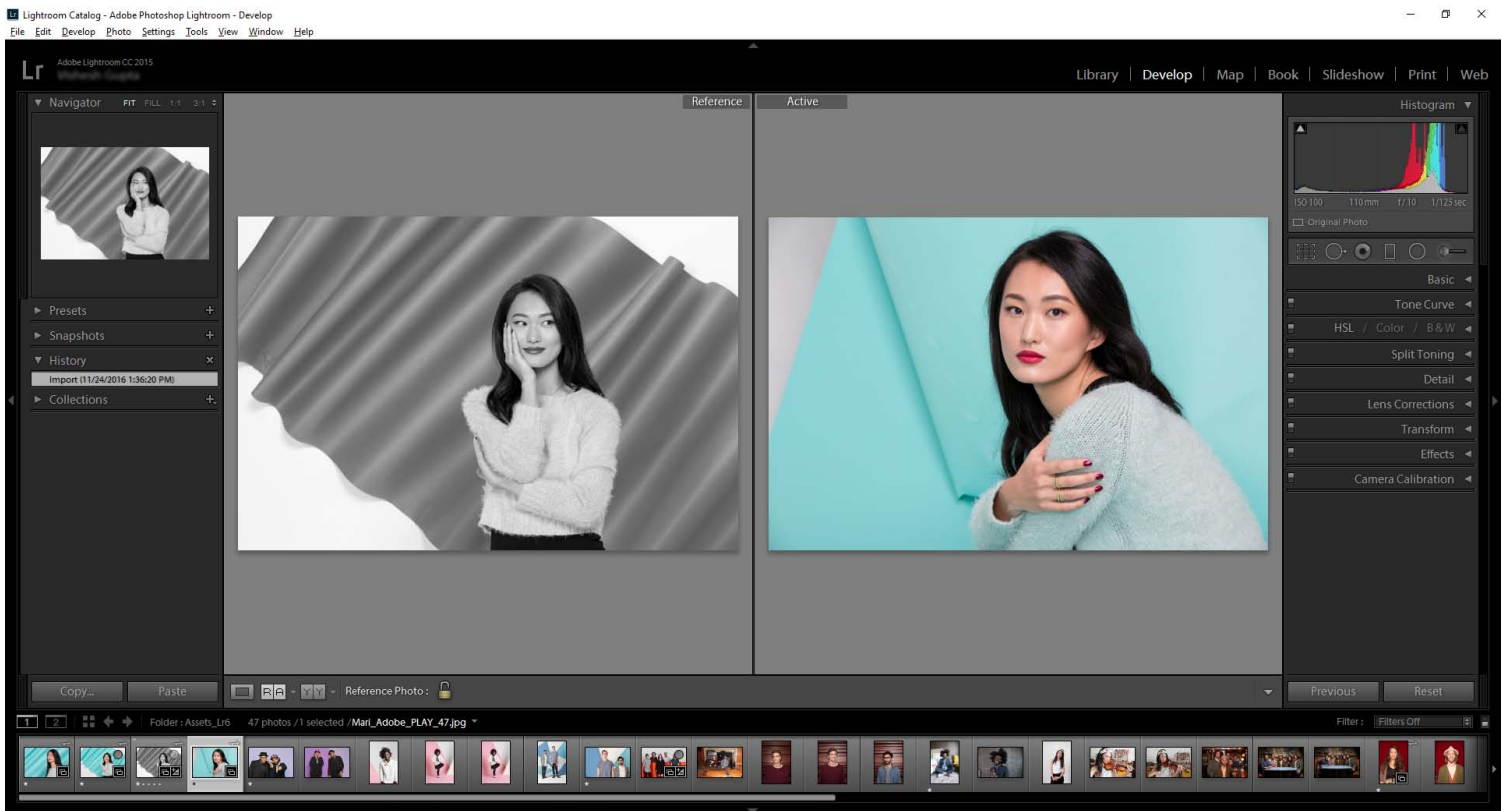 Lightroom Catalog - Adobe Photoshop Lightroom - Develop
File Edit Develop Photo Settings Tools View Window Help
Lr
Adobe Lightroom CC 2015
Library | Develop | Map | Book | Slideshow | Print | Web
Navigator FIT FILL 1:1 3:1
Reference
Active
Histogram
ISO 100 110 mm f/10 1/125 sec
Original Photo
Presets
Snapshots
History
Import (11/24/2016 1:36:20 PM)
Collections
Basic
Tone Curve
HSL / Color / B & W
Split Toning
Detail
Lens Corrections
Transform
Effects
Camera Calibration
Copy... Paste
R A Y Y Reference Photo :
Previous Reset
1 2 Folder : Assets_Lr6 47 photos / 1 selected / Mari_Adobe_PLAY_47.jpg
Filter : Filters Off